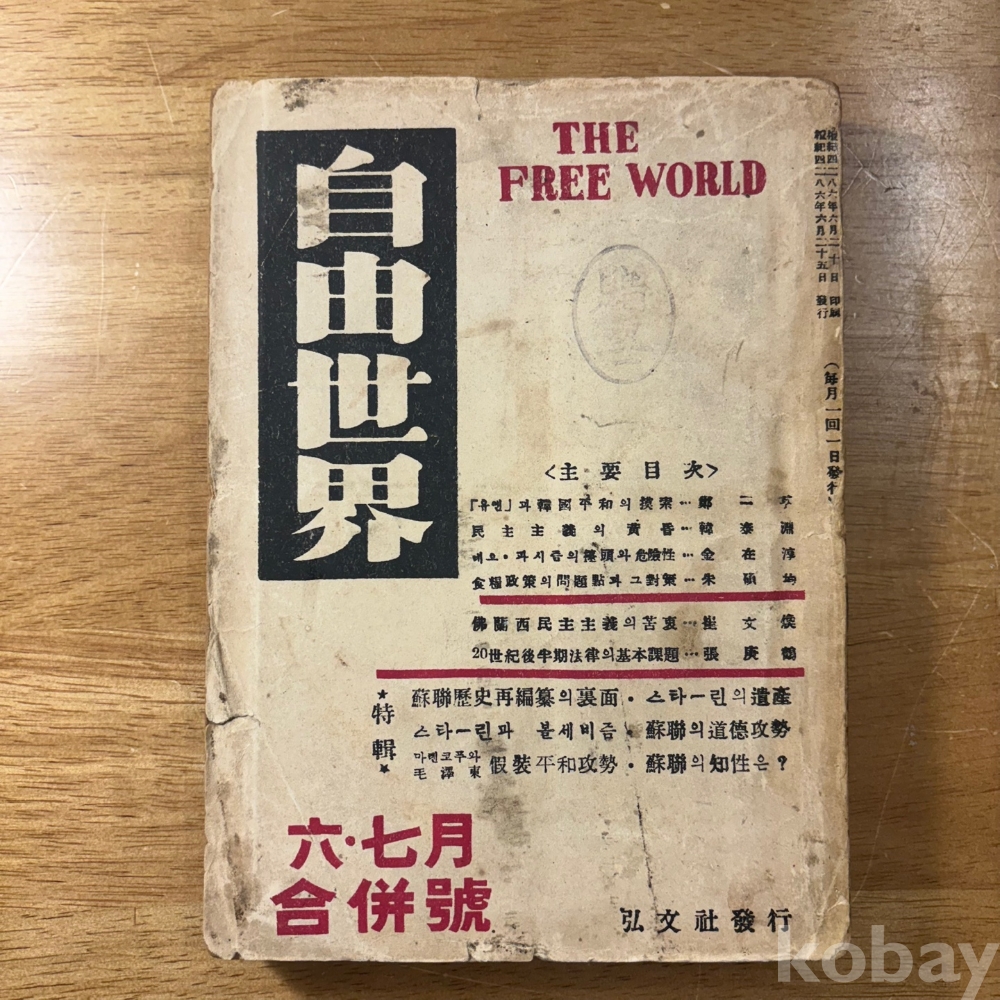 自由世界
THE
FREE WORLD
檀紀四二八六年六月二十日 印刷
檀紀四二八六年六月二十五日 發行
(每月一回一日發行)
<主要目次>
『유엔』과 韓國平和의 摸索…鄭一亨
民主主義의 黃昏…韓泰淵
네오·파시즘의 擡頭와 危險性…金在淳
食糧政策의 問題點과 그 對策…朱碩均
佛蘭西民主主義의 苦衷…崔文煥
20世紀後半期法律의 基本課題…張庚鶴
★特輯★
蘇聯歷史再編纂의 裏面·스타ー린의 遺產
스타ー린과 볼세비즘·蘇聯의 道德攻勢
마렌코푸와 毛澤東 假裝平和攻勢·蘇聯의 知性은?
六·七月
合倂號
弘文社發行
kobay